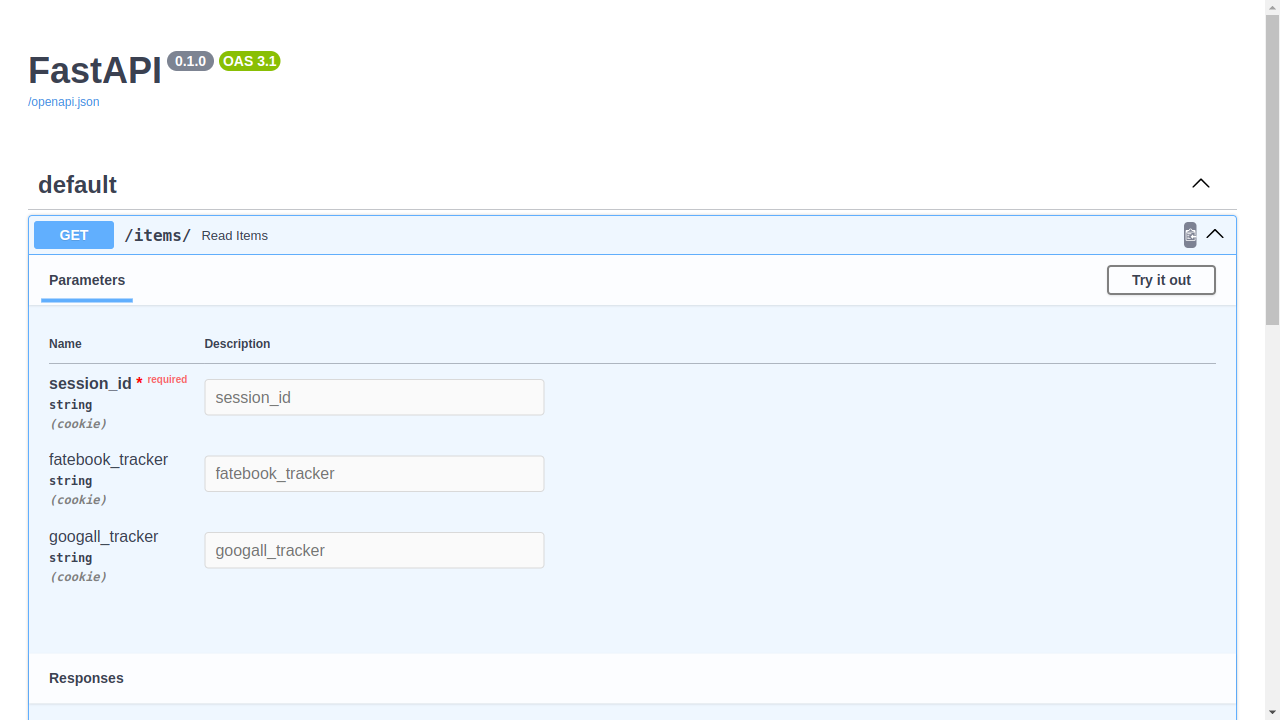 FastAPI 0.1.0 OAS 3.1
/openapi.json
default
GET /items/ Read Items
Parameters Try it out
Name Description
session_id * required session_id
string
(cookie)
fatebook_tracker fatebook_tracker
string
(cookie)
googall_tracker googall_tracker
string
(cookie)
Responses